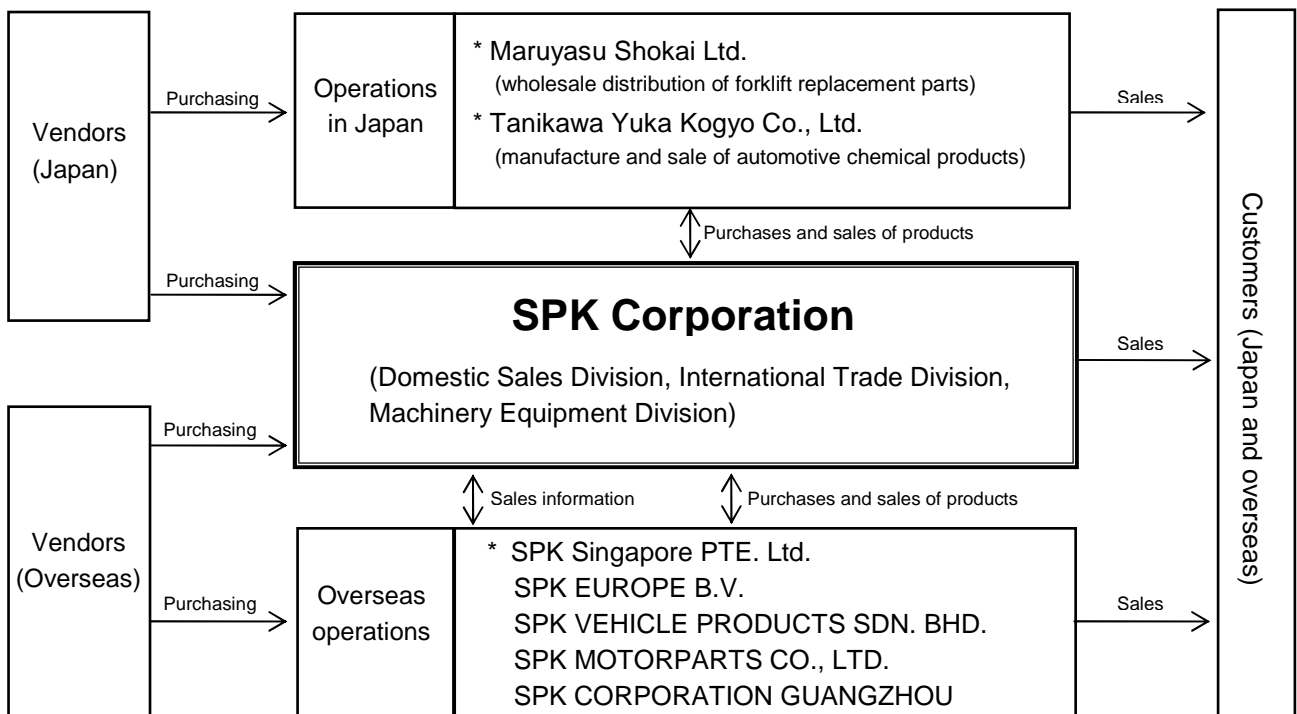 Vendors
(Japan)
Purchasing
Operations
in Japan
* Maruyasu Shokai Ltd.
(wholesale distribution of forklift replacement parts)
* Tanikawa Yuka Kogyo Co., Ltd.
(manufacture and sale of automotive chemical products)
Sales
Purchases and sales of products
Purchasing
SPK Corporation
(Domestic Sales Division, International Trade Division,
Machinery Equipment Division)
Sales
Purchasing
Sales information
Purchases and sales of products
Vendors
(Overseas)
Purchasing
Overseas
operations
* SPK Singapore PTE. Ltd.
SPK EUROPE B.V.
SPK VEHICLE PRODUCTS SDN. BHD.
SPK MOTORPARTS CO., LTD.
SPK CORPORATION GUANGZHOU
Sales
Customers (Japan and overseas)